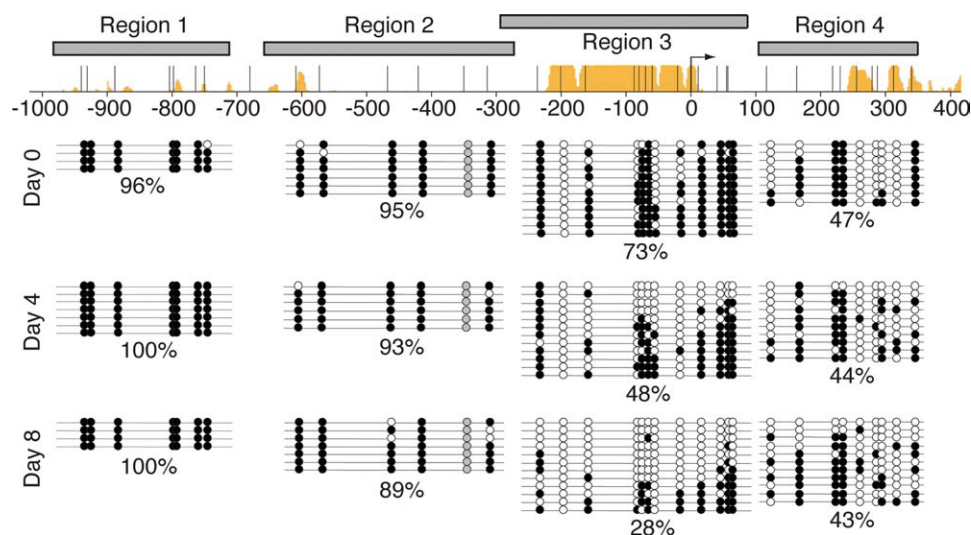 Region 1 Region 2 Region 3 Region 4
-1000 -900 -800 -700 -600 -500 -400 -300 -200 -100 0 100 200 300 400
Day 0
96% 95% 73% 47%
Day 4
100% 93% 48% 44%
Day 8
100% 89% 28% 43%